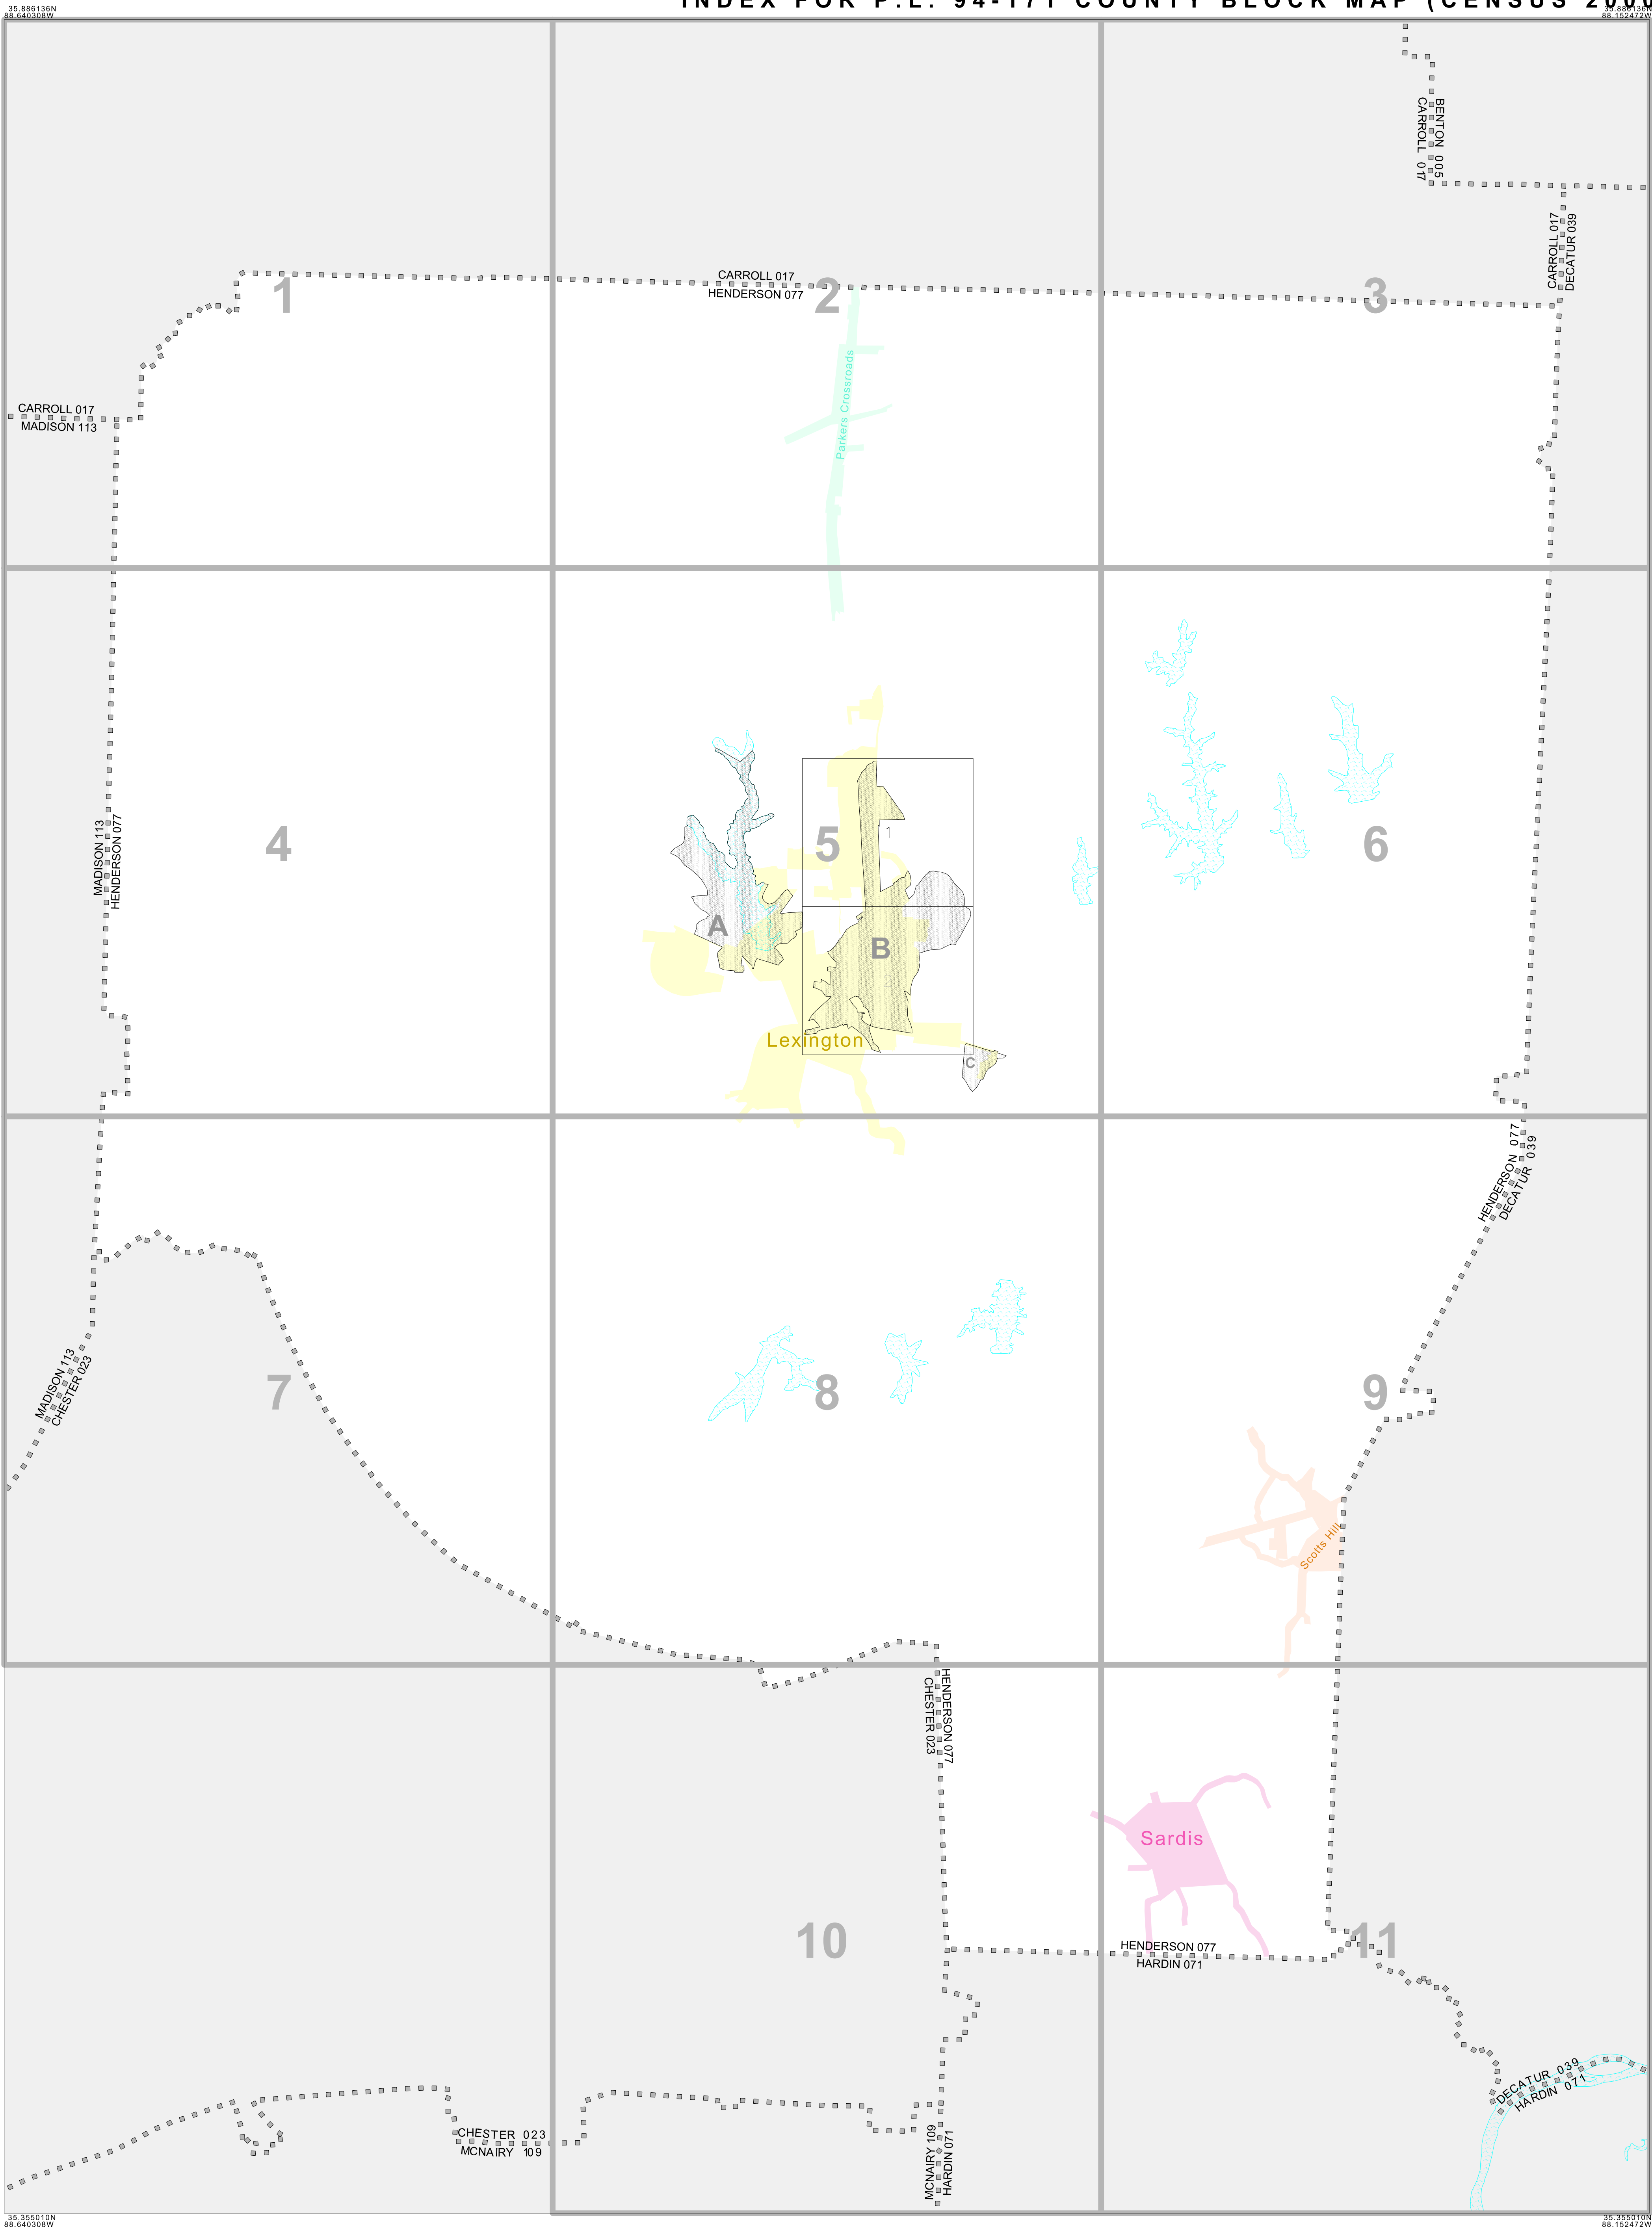 INDEX FOR P.L. 94-171 COUNTY BLOCK MAP (CENSUS 2000
35.886136N
88.640308W
35.886136N
88.152472W
BENTON 005
CARROLL 017
CARROLL 017
DECATUR 039
CARROLL 017
HENDERSON 077
1
2
3
Parkers Crossroads
CARROLL 017
MADISON 113
MADISON 113
HENDERSON 077
4
5
6
1
A
B
2
Lexington
C
HENDERSON 077
DECATUR 039
MADISON 113
CHESTER 023
7
8
9
Scotts Hill
HENDERSON 077
CHESTER 023
Sardis
10
11
HENDERSON 077
HARDIN 071
DECATUR 039
HARDIN 071
CHESTER 023
MCNAIRY 109
MCNAIRY 109
HARDIN 071
35.355010N
88.640308W
35.355010N
88.152472W